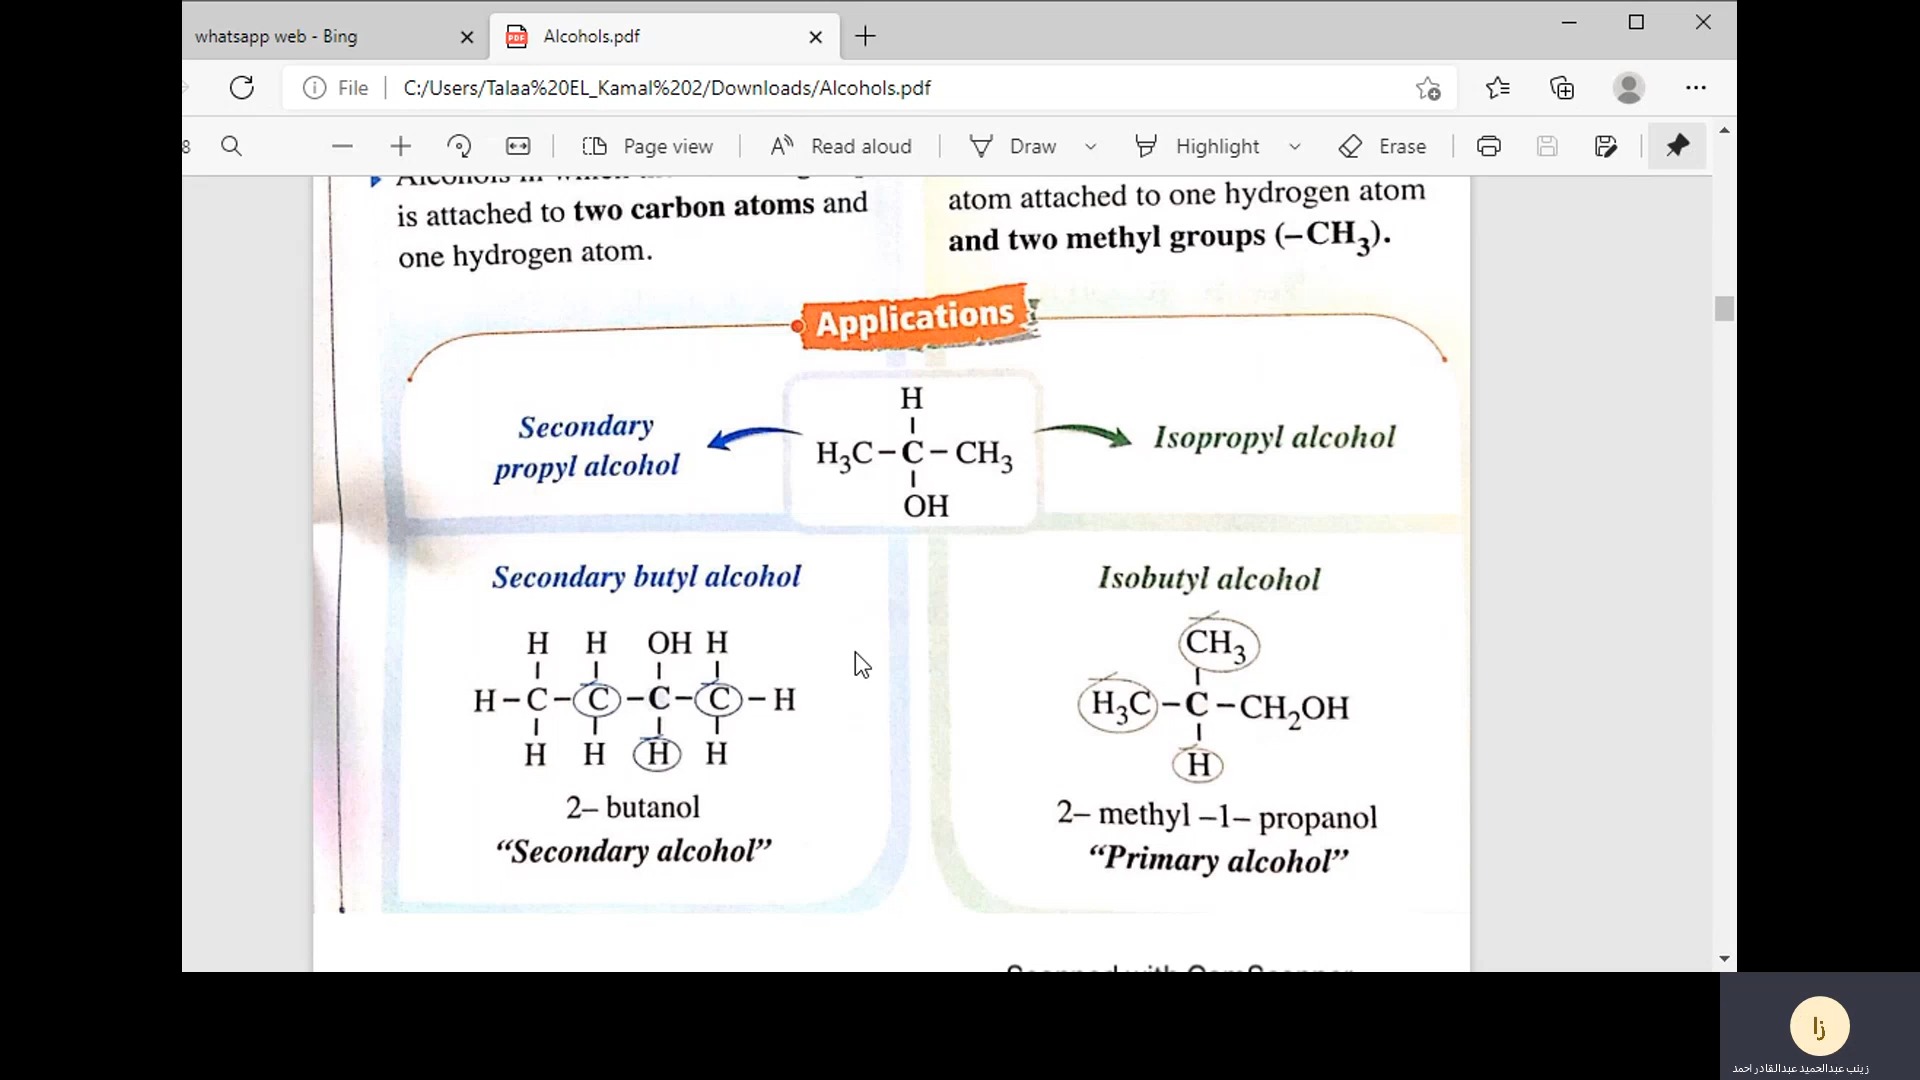 whatsapp web - Bing
Alcohols.pdf
File
C:/Users/Talaa%20EL_Kamal%202/Downloads/Alcohols.pdf
8
Page view
Read aloud
Draw
Highlight
Erase
is attached to two carbon atoms and
one hydrogen atom.
atom attached to one hydrogen atom
and two methyl groups (–CH₃).
Applications
Secondary
propyl alcohol
H
H₃C – C – CH₃
OH
Isopropyl alcohol
Secondary butyl alcohol
H H OH H
H – C – C – C – C – H
H H H H
2– butanol
“Secondary alcohol”
Isobutyl alcohol
CH₃
H₃C – C – CH₂OH
H
2– methyl –1– propanol
“Primary alcohol”
زا
زينب عبدالحميد عبدالقادر احمد